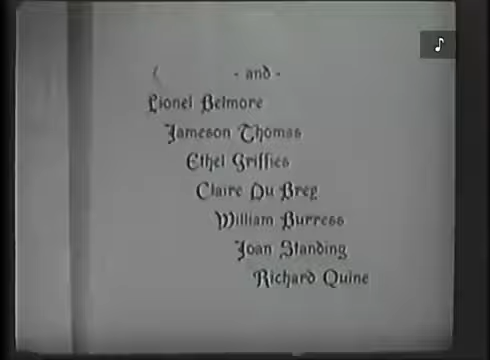 - and -
Lionel Belmore
Jameson Thomas
Ethel Griffies
Claire Du Brey
William Burress
Joan Standing
Richard Quine